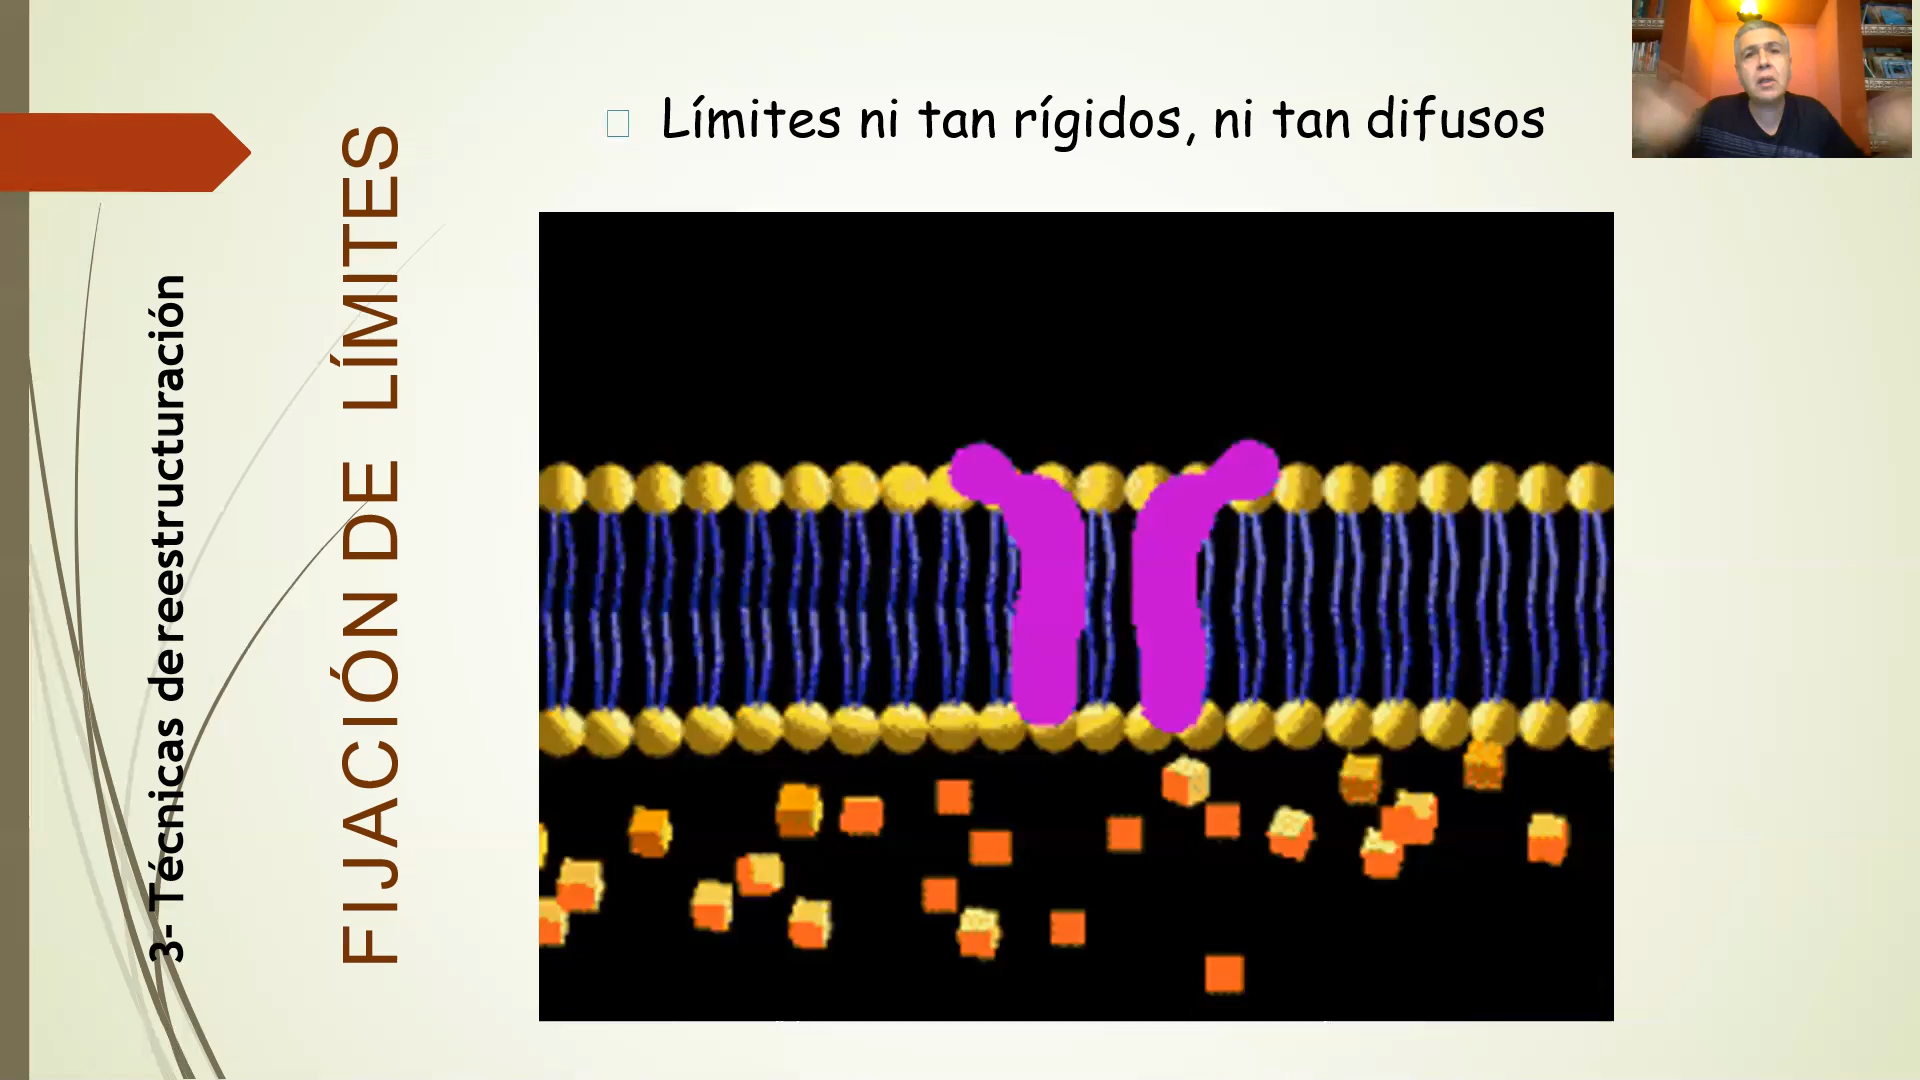 Límites ni tan rígidos, ni tan difusos
3- Técnicas de reestructuración
FIJACIÓN DE LÍMITES